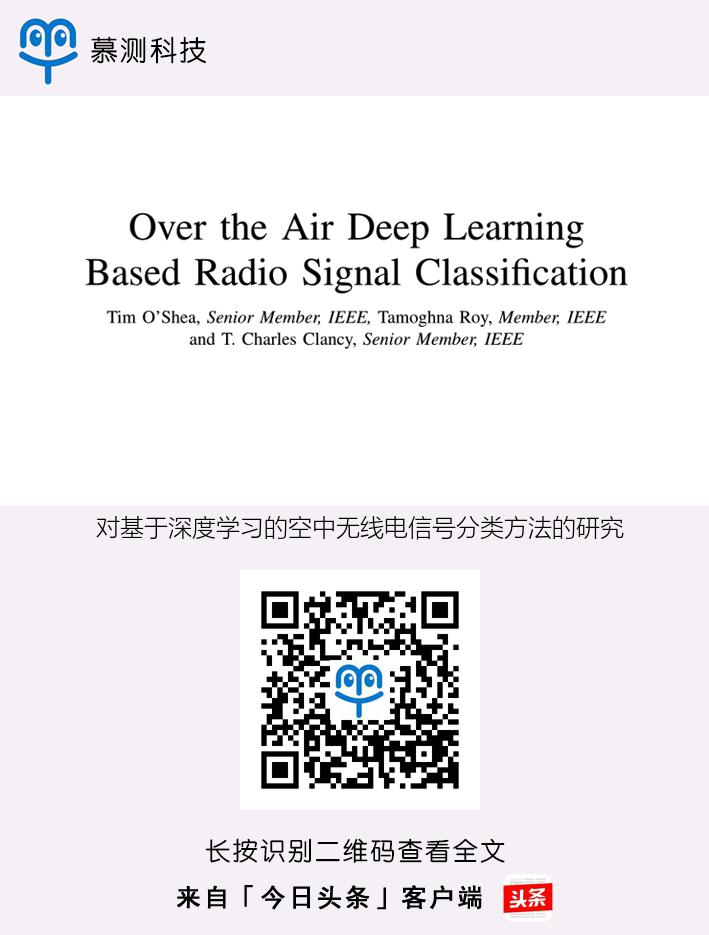 慕测科技
Over the Air Deep Learning
Based Radio Signal Classification
Tim O'Shea, Senior Member, IEEE, Tamoghna Roy, Member, IEEE
and T. Charles Clancy, Senior Member, IEEE
对基于深度学习的空中无线电信号分类方法的研究
长按识别二维码查看全文
来自「今日头条」客户端
头条